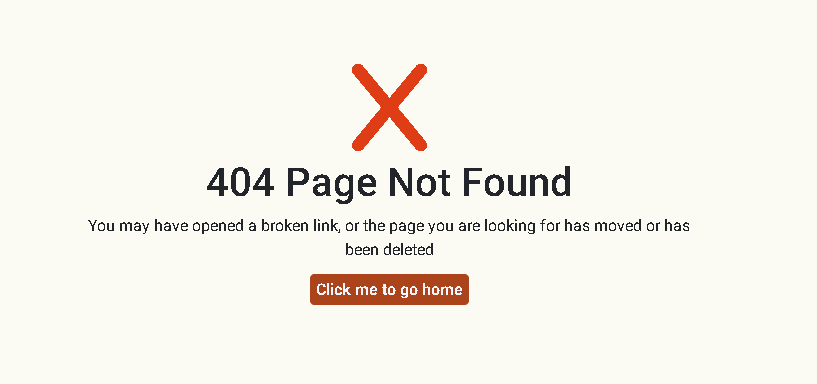 404 Page Not Found
You may have opened a broken link, or the page you are looking for has moved or has
been deleted
Click me to go home